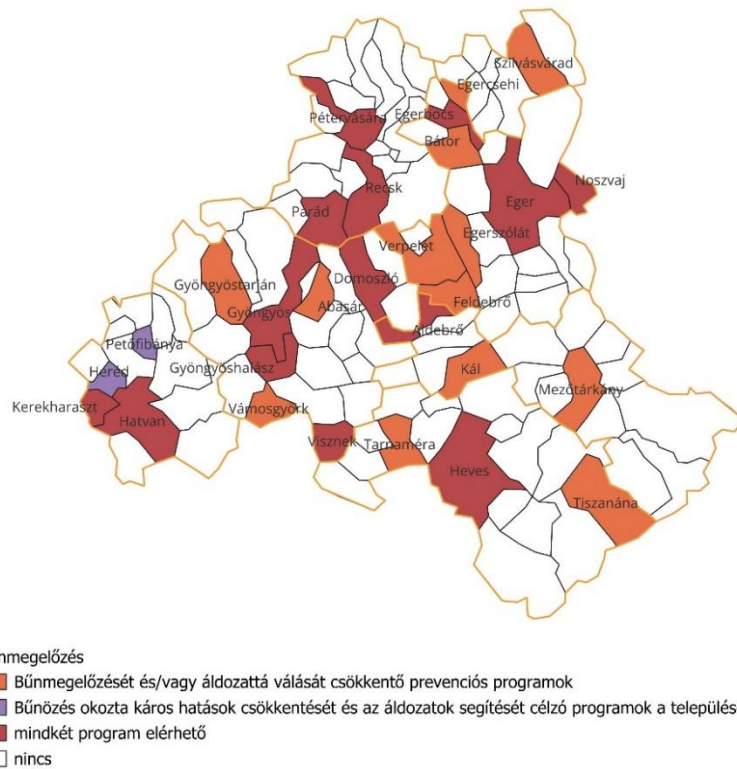 Szilvásvárad
Egercsehi
Pétervására
Egerbocs
Bátor
Noszvaj
Recsk
Eger
Parád
Egerszólát
Verpelét
Gyöngyöstarján
Domoszló
Abasár
Feldebrő
Gyöngyös
Aldebrő
Petőfibánya
Gyöngyöshalász
Kál
Heréd
Mezőtárkány
Kerekharaszt
Vámosgyörk
Hatvan
Visznek
Tarnaméra
Heves
Tiszanána
nmegelőzés
Bűnmegelőzését és/vagy áldozattá válását csökkentő prevenciós programok
Bűnözés okozta káros hatások csökkentését és az áldozatok segítését célzó programok a települése
mindkét program elérhető
nincs